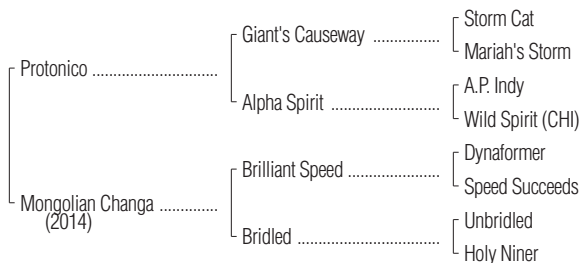 Storm Cat
Giant's Causeway ................
Mariah's Storm
Protonico ..............................
A.P. Indy
Alpha Spirit ..........................
Wild Spirit (CHI)
Dynaformer
Brilliant Speed ......................
Speed Succeeds
Mongolian Changa ..............
(2014)
Unbridled
Bridled ..................................
Holy Niner